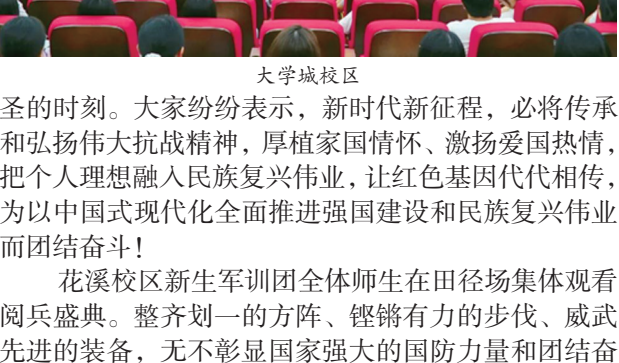 大学城校区
圣的时刻。大家纷纷表示，新时代新征程，必将传承
和弘扬伟大抗战精神，厚植家国情怀、激扬爱国热情，
把个人理想融入民族复兴伟业，让红色基因代代相传，
为以中国式现代化全面推进强国建设和民族复兴伟业
而团结奋斗！
花溪校区新生军训团全体师生在田径场集体观看
阅兵盛典。整齐划一的方阵、铿锵有力的步伐、威武
先进的装备，无不彰显国家强大的国防力量和团结奋